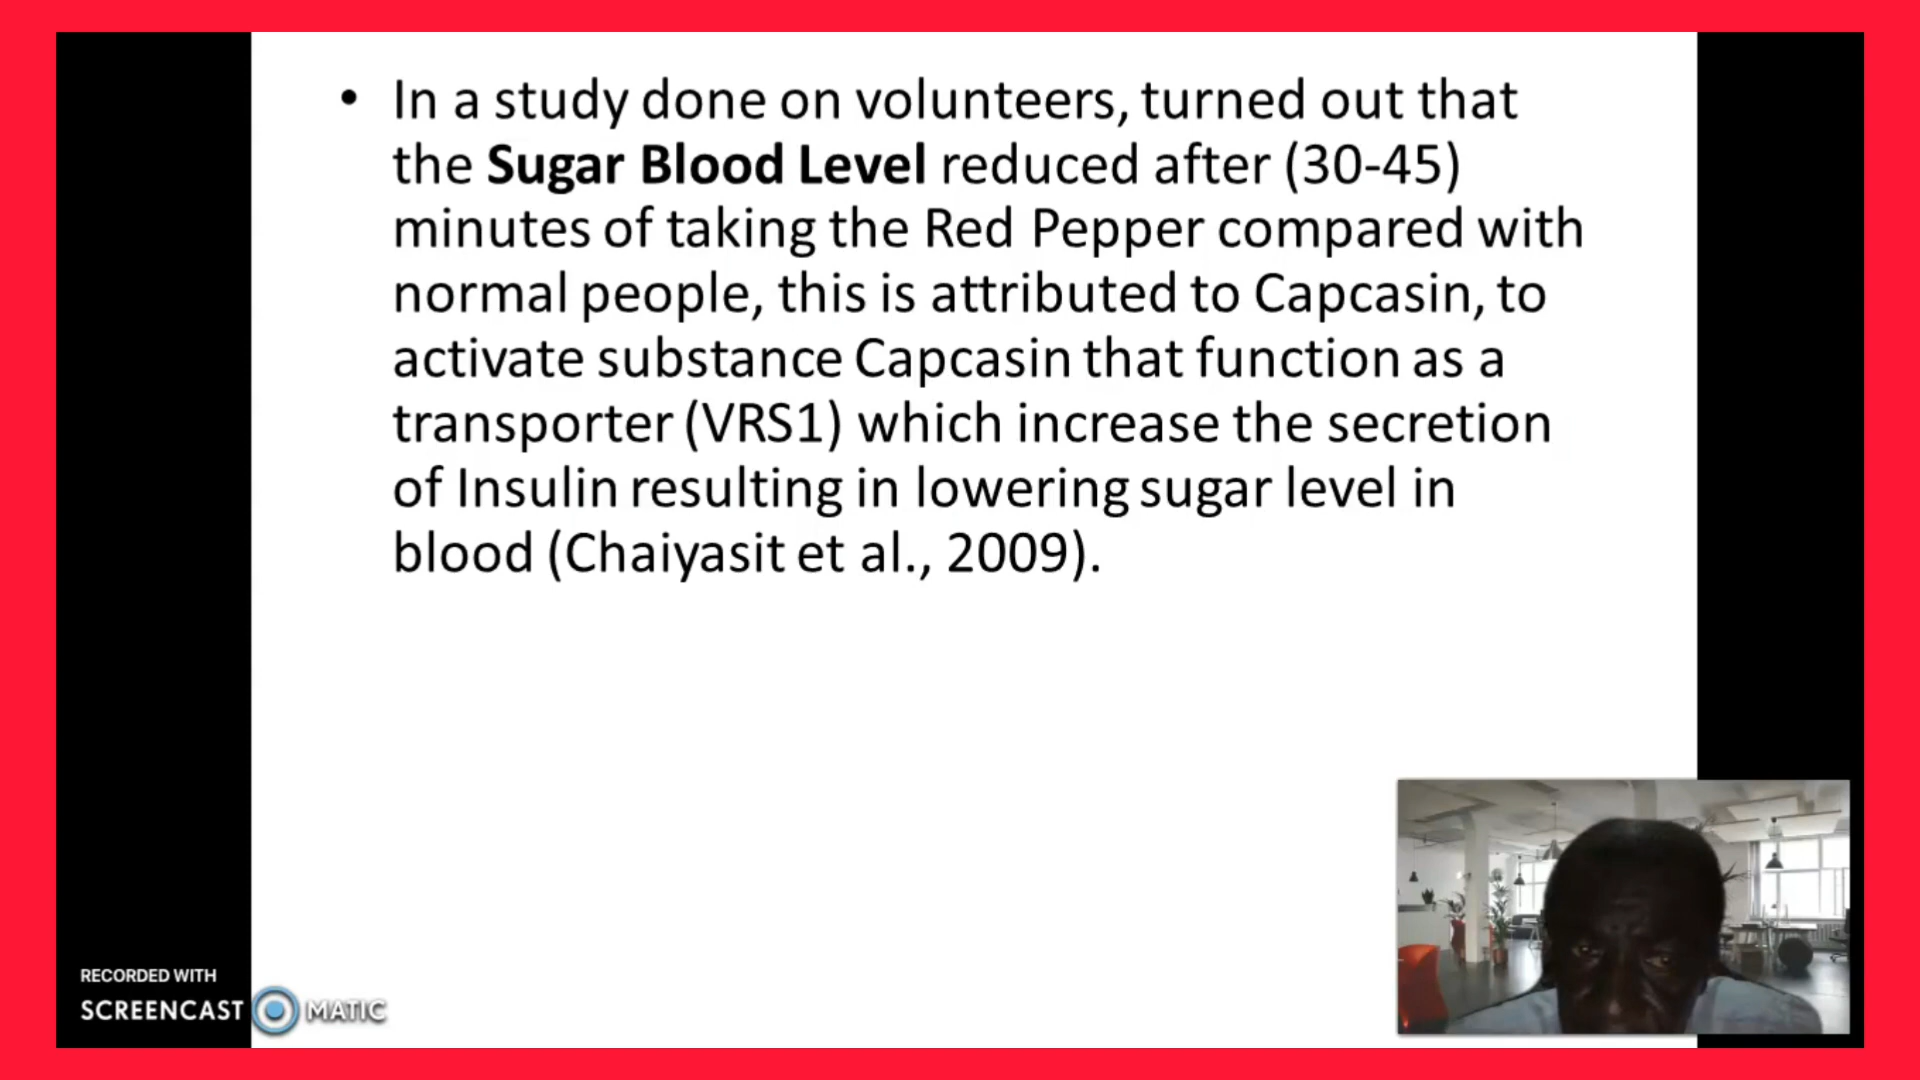 • In a study done on volunteers, turned out that
the Sugar Blood Level reduced after (30-45)
minutes of taking the Red Pepper compared with
normal people, this is attributed to Capcasin, to
activate substance Capcasin that function as a
transporter (VRS1) which increase the secretion
of Insulin resulting in lowering sugar level in
blood (Chaiyasit et al., 2009).
RECORDED WITH
SCREENCAST MATIC